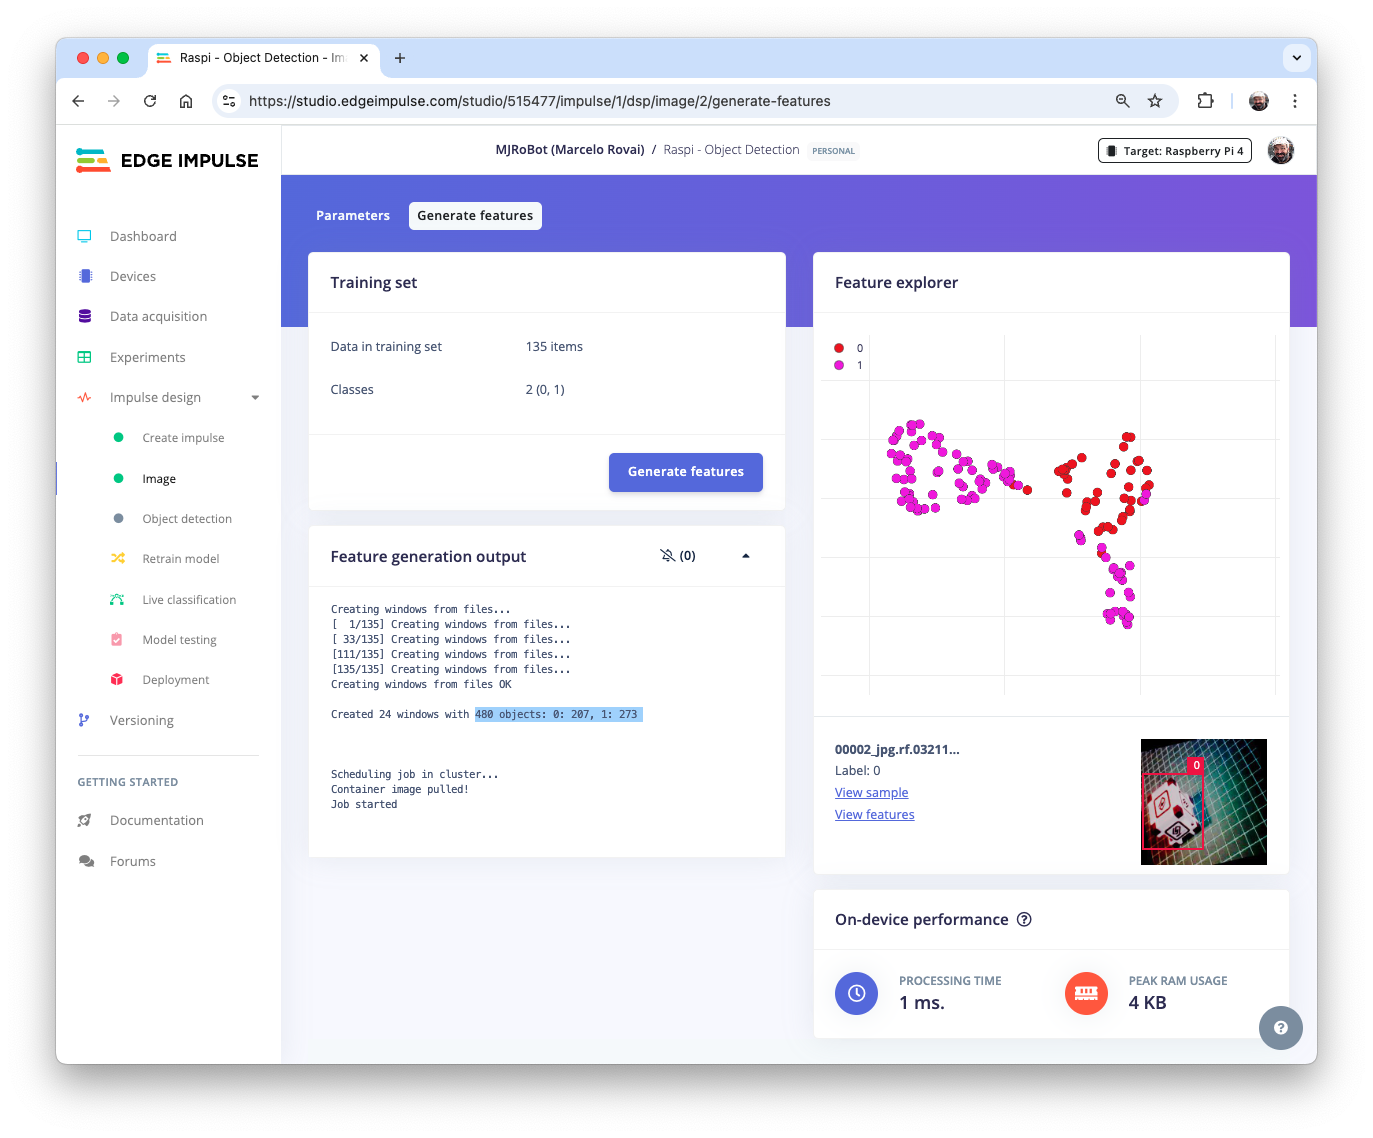 Raspi - Object Detection - Im
https://studio.edgeimpulse.com/studio/515477/impulse/1/dsp/image/2/generate-features
EDGE IMPULSE
MJRoBot (Marcelo Rovai) / Raspi - Object Detection PERSONAL
Target: Raspberry Pi 4
Dashboard
Devices
Data acquisition
Experiments
Impulse design
Create impulse
Image
Object detection
Retrain model
Live classification
Model testing
Deployment
Versioning
GETTING STARTED
Documentation
Forums
Parameters
Generate features
Training set
Data in training set 135 items
Classes 2 (0, 1)
Generate features
Feature generation output (0)
Creating windows from files...
[  1/135] Creating windows from files...
[ 33/135] Creating windows from files...
[111/135] Creating windows from files...
[135/135] Creating windows from files...
Creating windows from files OK
Created 24 windows with 480 objects: 0: 207, 1: 273
Scheduling job in cluster...
Container image pulled!
Job started
Feature explorer
0
1
00002_jpg.rf.03211...
Label: 0
View sample
View features
0
On-device performance ?
PROCESSING TIME
1 ms.
PEAK RAM USAGE
4 KB
?